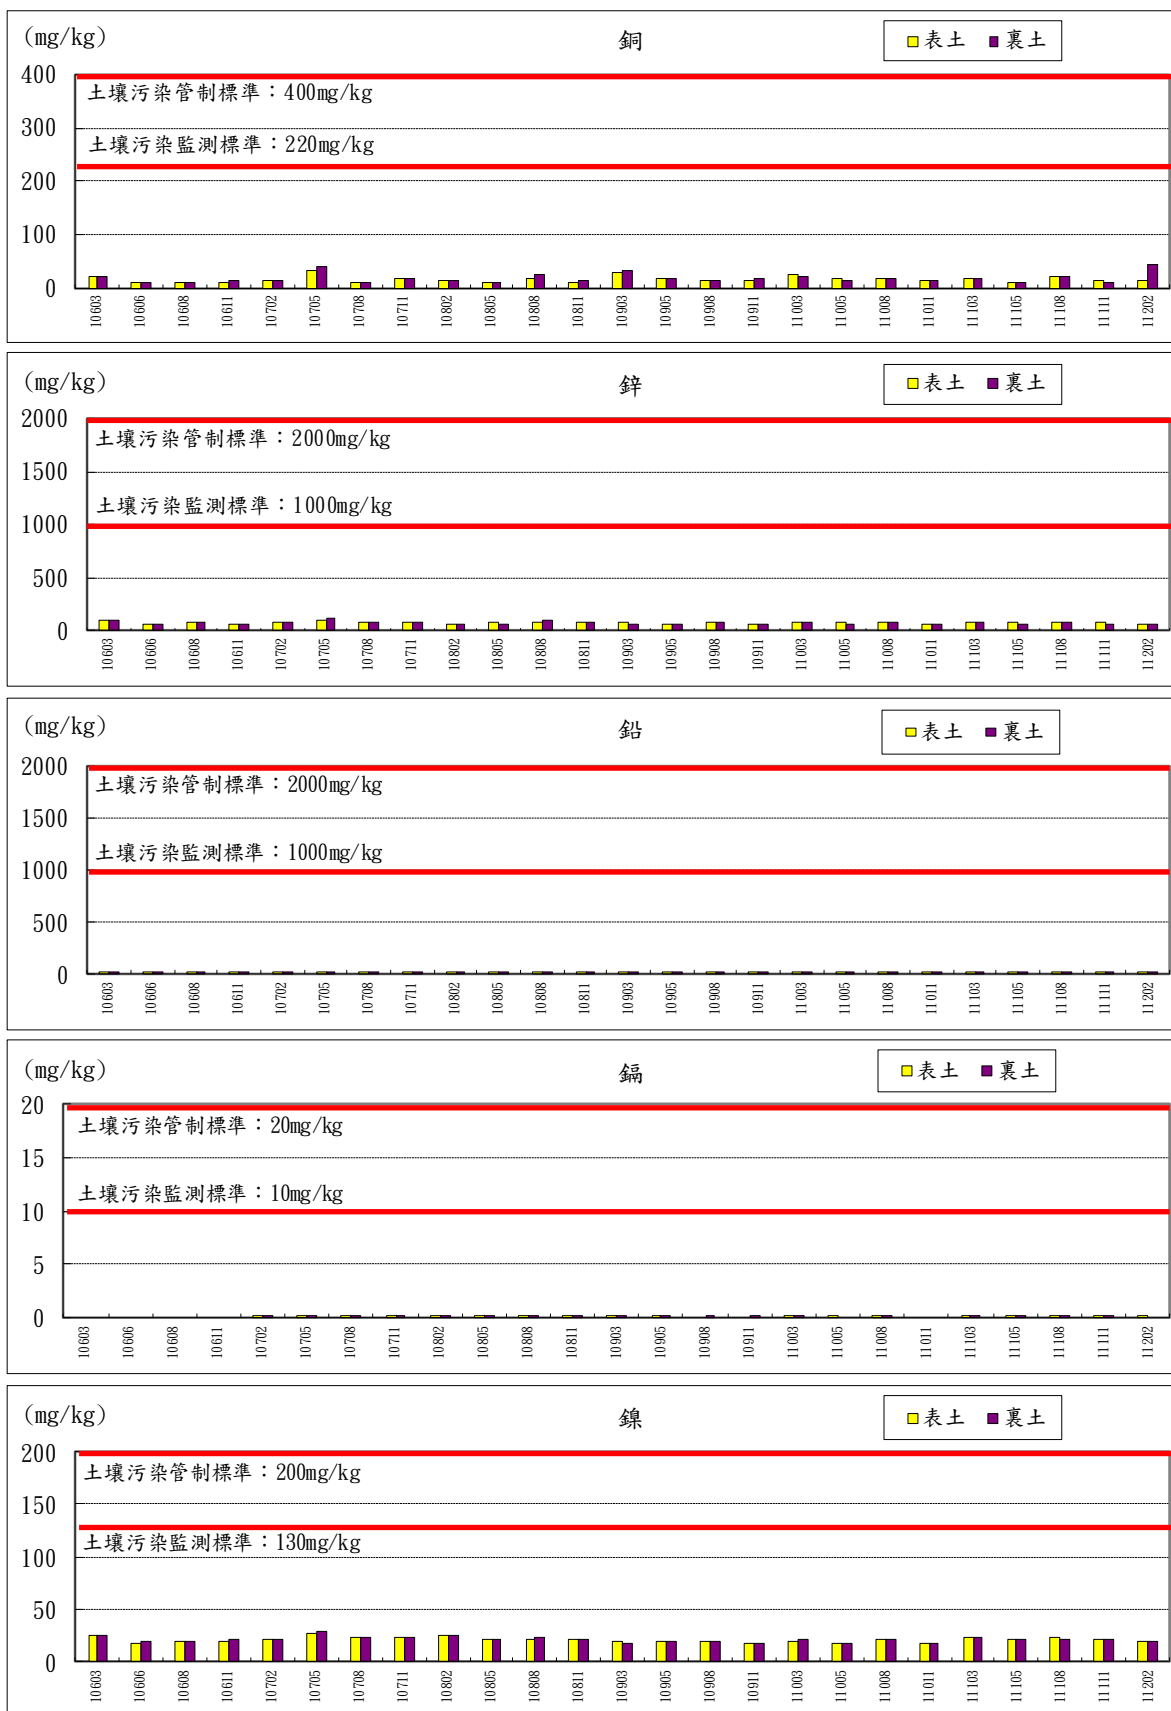 (mg/kg)
銅
表土 裏土
400
土壤污染管制標準：400mg/kg
300
土壤污染監測標準：220mg/kg
200
100
0
10603 10606 10608 10611 10702 10705 10708 10711 10802 10805 10808 10811 10903 10905 10908 10911 11003 11005 11008 11011 11103 11105 11108 11111 11202
(mg/kg)
鋅
表土 裏土
2000
土壤污染管制標準：2000mg/kg
1500
土壤污染監測標準：1000mg/kg
1000
500
0
10603 10606 10608 10611 10702 10705 10708 10711 10802 10805 10808 10811 10903 10905 10908 10911 11003 11005 11008 11011 11103 11105 11108 11111 11202
(mg/kg)
鉛
表土 裏土
2000
土壤污染管制標準：2000mg/kg
1500
土壤污染監測標準：1000mg/kg
1000
500
0
10603 10606 10608 10611 10702 10705 10708 10711 10802 10805 10808 10811 10903 10905 10908 10911 11003 11005 11008 11011 11103 11105 11108 11111 11202
(mg/kg)
鎘
表土 裏土
20
土壤污染管制標準：20mg/kg
15
土壤污染監測標準：10mg/kg
10
5
0
10603 10606 10608 10611 10702 10705 10708 10711 10802 10805 10808 10811 10903 10905 10908 10911 11003 11005 11008 11011 11103 11105 11108 11111 11202
(mg/kg)
鎳
表土 裏土
200
土壤污染管制標準：200mg/kg
150
土壤污染監測標準：130mg/kg
100
50
0
10603 10606 10608 10611 10702 10705 10708 10711 10802 10805 10808 10811 10903 10905 10908 10911 11003 11005 11008 11011 11103 11105 11108 11111 11202